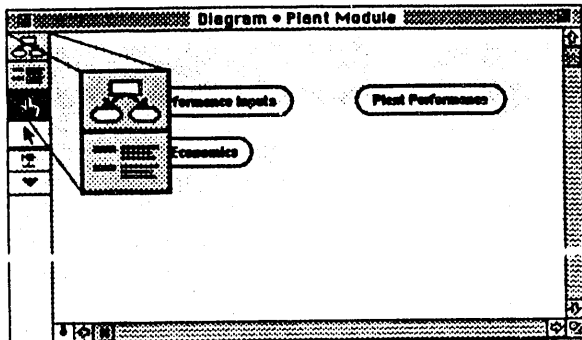 Diagram • Plant Module
formance Inputs
Plant Performance
Economics